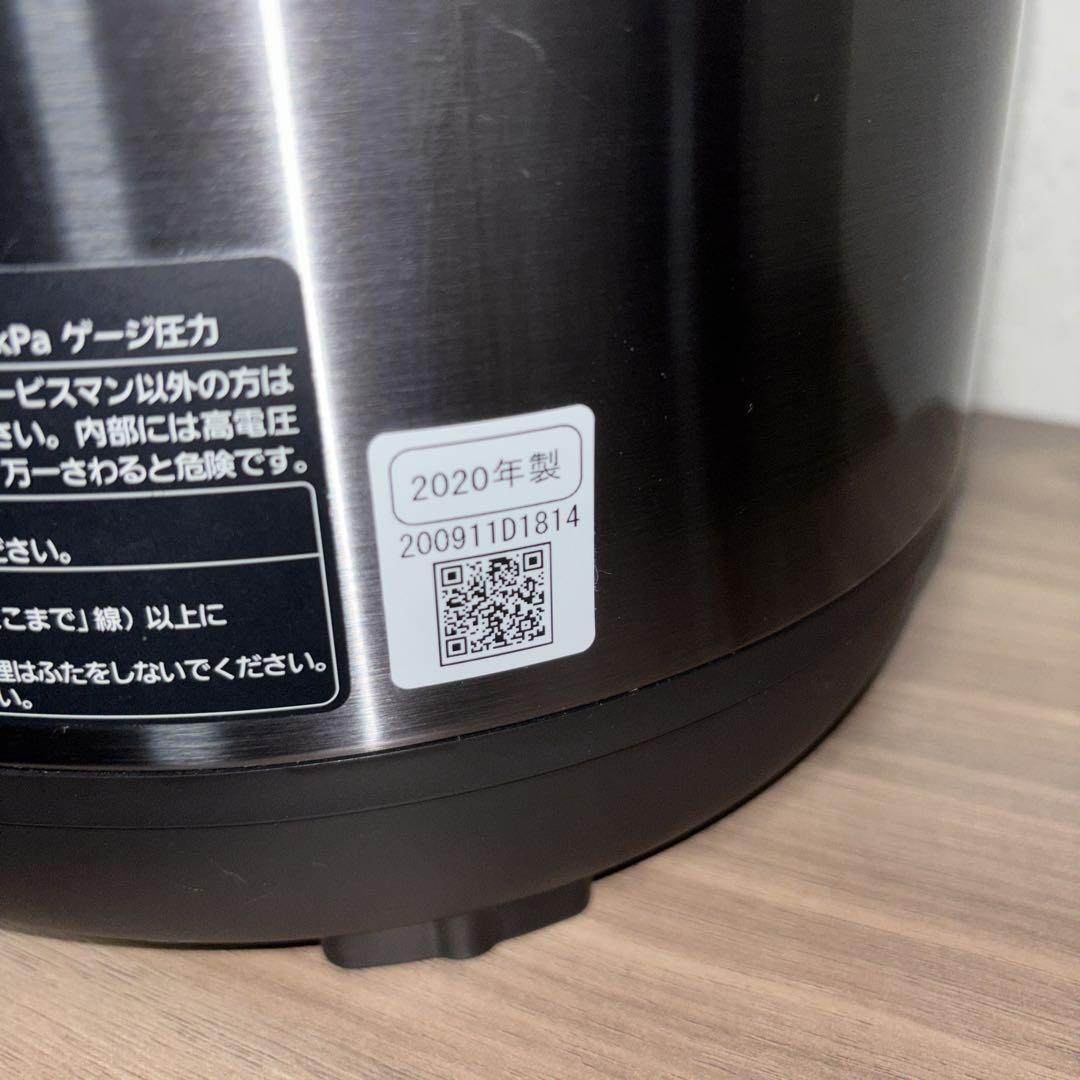 kPa ゲージ圧力
ービスマン以外の方は
さい。内部には高電圧
万一さわると危険です。
ださい。
こまで」線）以上に
理はふたをしないでください。
い。
2020年製
200911D1814